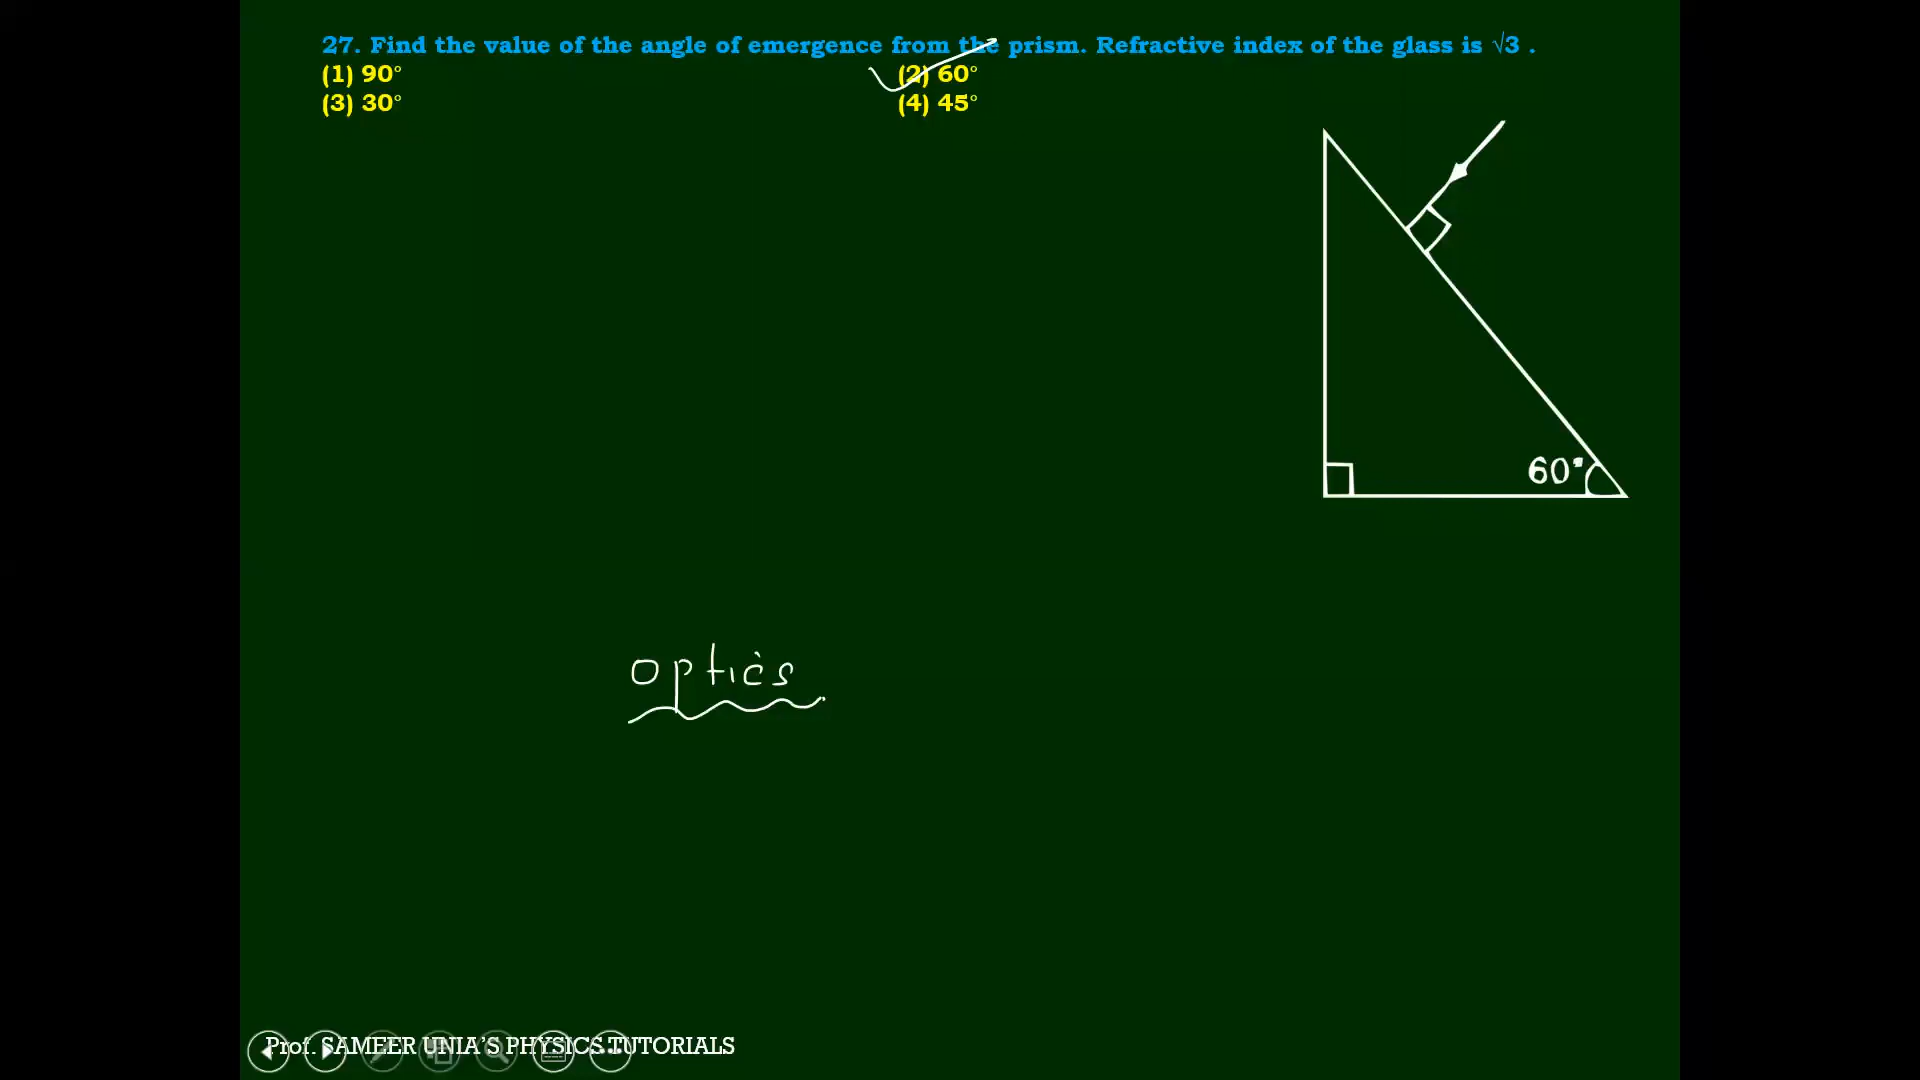 27. Find the value of the angle of emergence from the prism. Refractive index of the glass is √3 .
(1) 90° (2) 60°
(3) 30° (4) 45°
60°
optics
Prof. SAMEER UNIA'S PHYSICS TUTORIALS